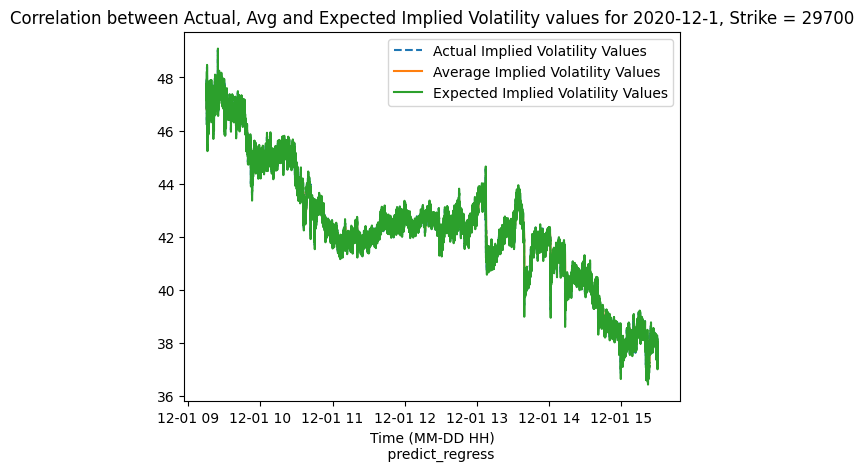 Correlation between Actual, Avg and Expected Implied Volatility values for 2020-12-1, Strike = 29700
Actual Implied Volatility Values
Average Implied Volatility Values
Expected Implied Volatility Values
48
46
44
42
40
38
36
12-01 09 12-01 10 12-01 11 12-01 12 12-01 13 12-01 14 12-01 15
Time (MM-DD HH)
predict_regress